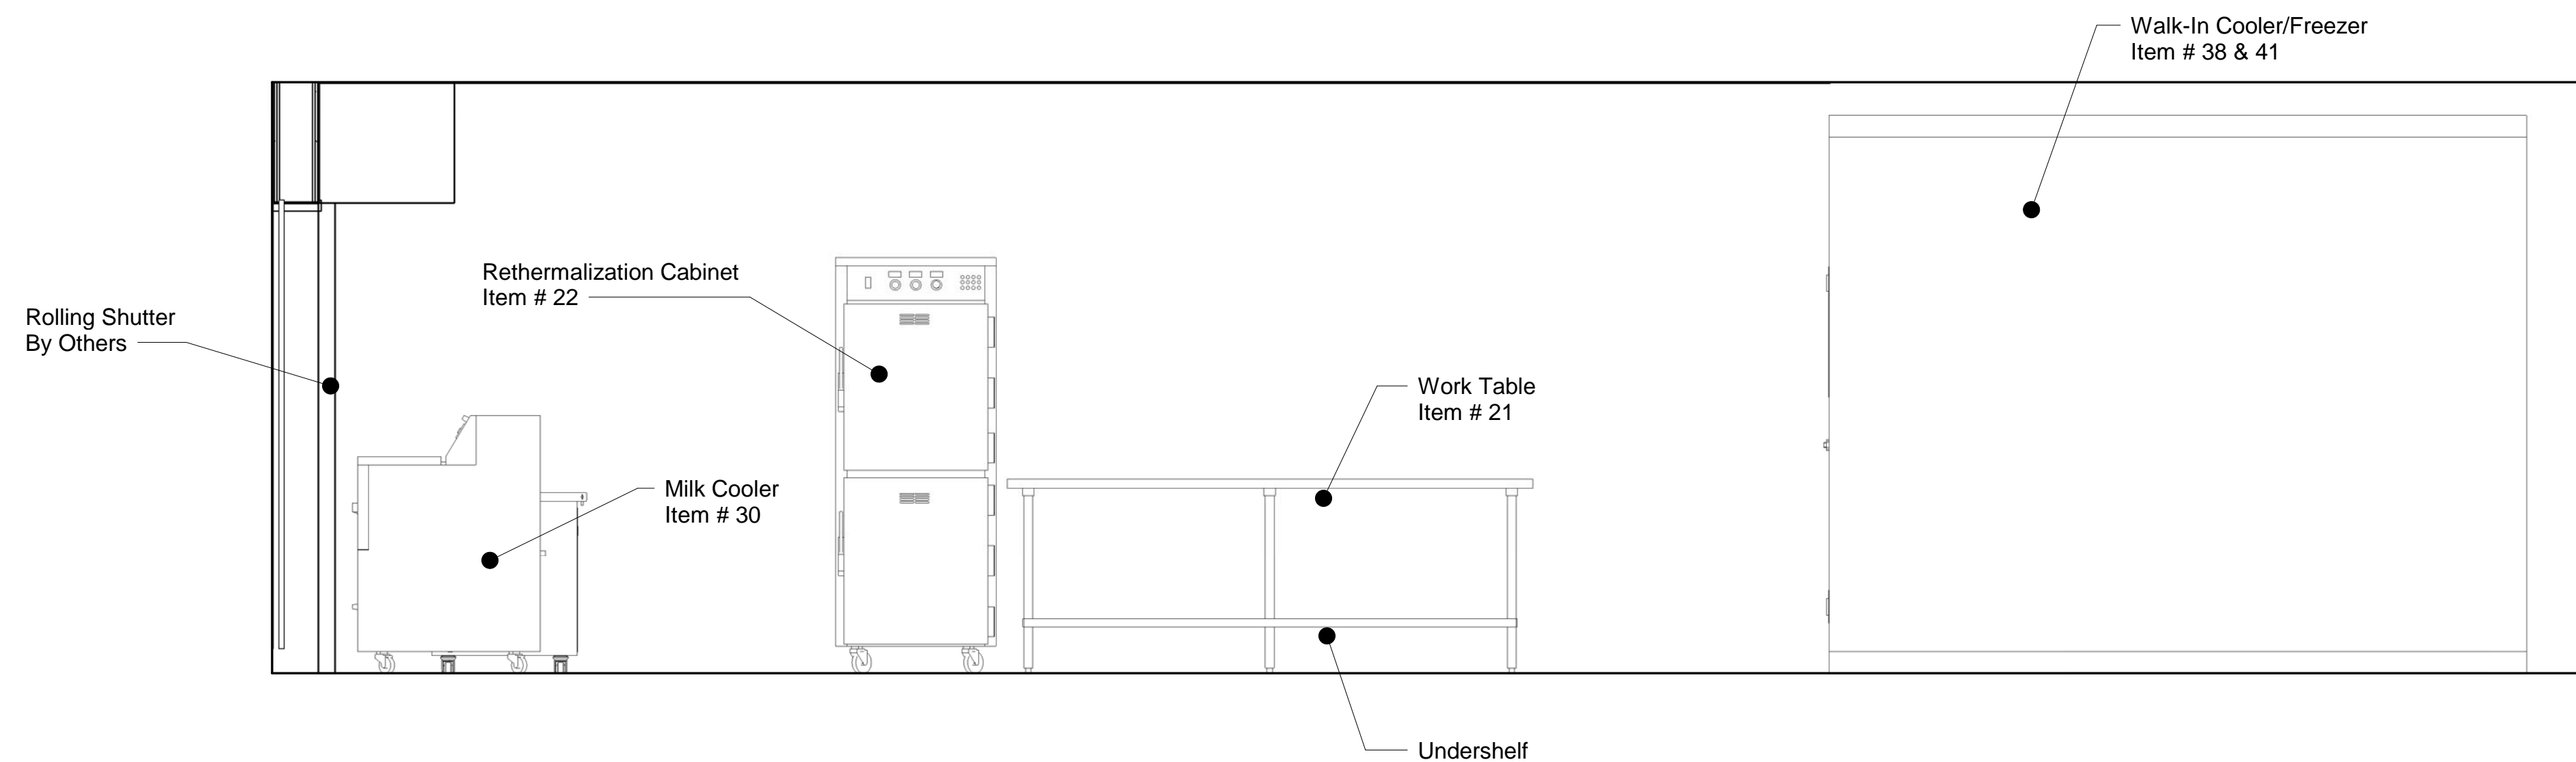 Walk-In Cooler/Freezer
Item # 38 & 41
Rethermalization Cabinet
Item # 22
Rolling Shutter
By Others
Work Table
Item # 21
Milk Cooler
Item # 30
Undershelf